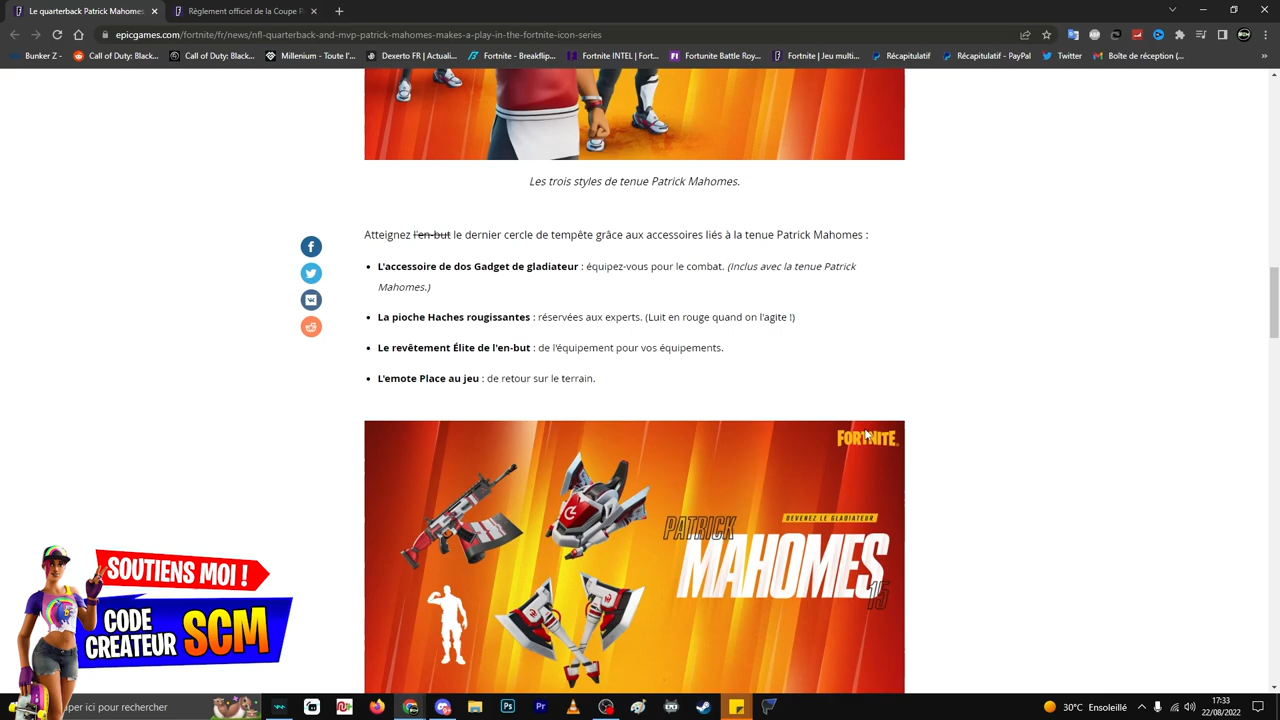 Le quarterback Patrick Mahomes
Règlement officiel de la Coupe P
epicgames.com/fortnite/fr/news/nfl-quarterback-and-mvp-patrick-mahomes-makes-a-play-in-the-fortnite-icon-series
Bunker Z -
Call of Duty: Black...
Call of Duty: Black...
Millenium - Toute l...
Dexerto FR | Actuali...
Fortnite - Breakflip...
Fortnite INTEL | Fort...
Fortunite Battle Roy...
Fortnite | Jeu multi...
Récapitulatif
Récapitulatif - PayPal
Twitter
Boîte de réception (...
Les trois styles de tenue Patrick Mahomes.
Atteignez l'en-but le dernier cercle de tempête grâce aux accessoires liés à la tenue Patrick Mahomes :
• L'accessoire de dos Gadget de gladiateur : équipez-vous pour le combat. (Inclus avec la tenue Patrick
Mahomes.)
• La pioche Haches rougissantes : réservées aux experts. (Luit en rouge quand on l'agite !)
• Le revêtement Élite de l'en-but : de l'équipement pour vos équipements.
• L'emote Place au jeu : de retour sur le terrain.
FORTNITE
DEVENEZ LE GLADIATEUR
PATRICK
MAHOMES
15
SOUTIENS MOI !
CODE
CREATEUR SCM
per ici pour rechercher
30°C Ensoleillé
17:33
22/08/2022